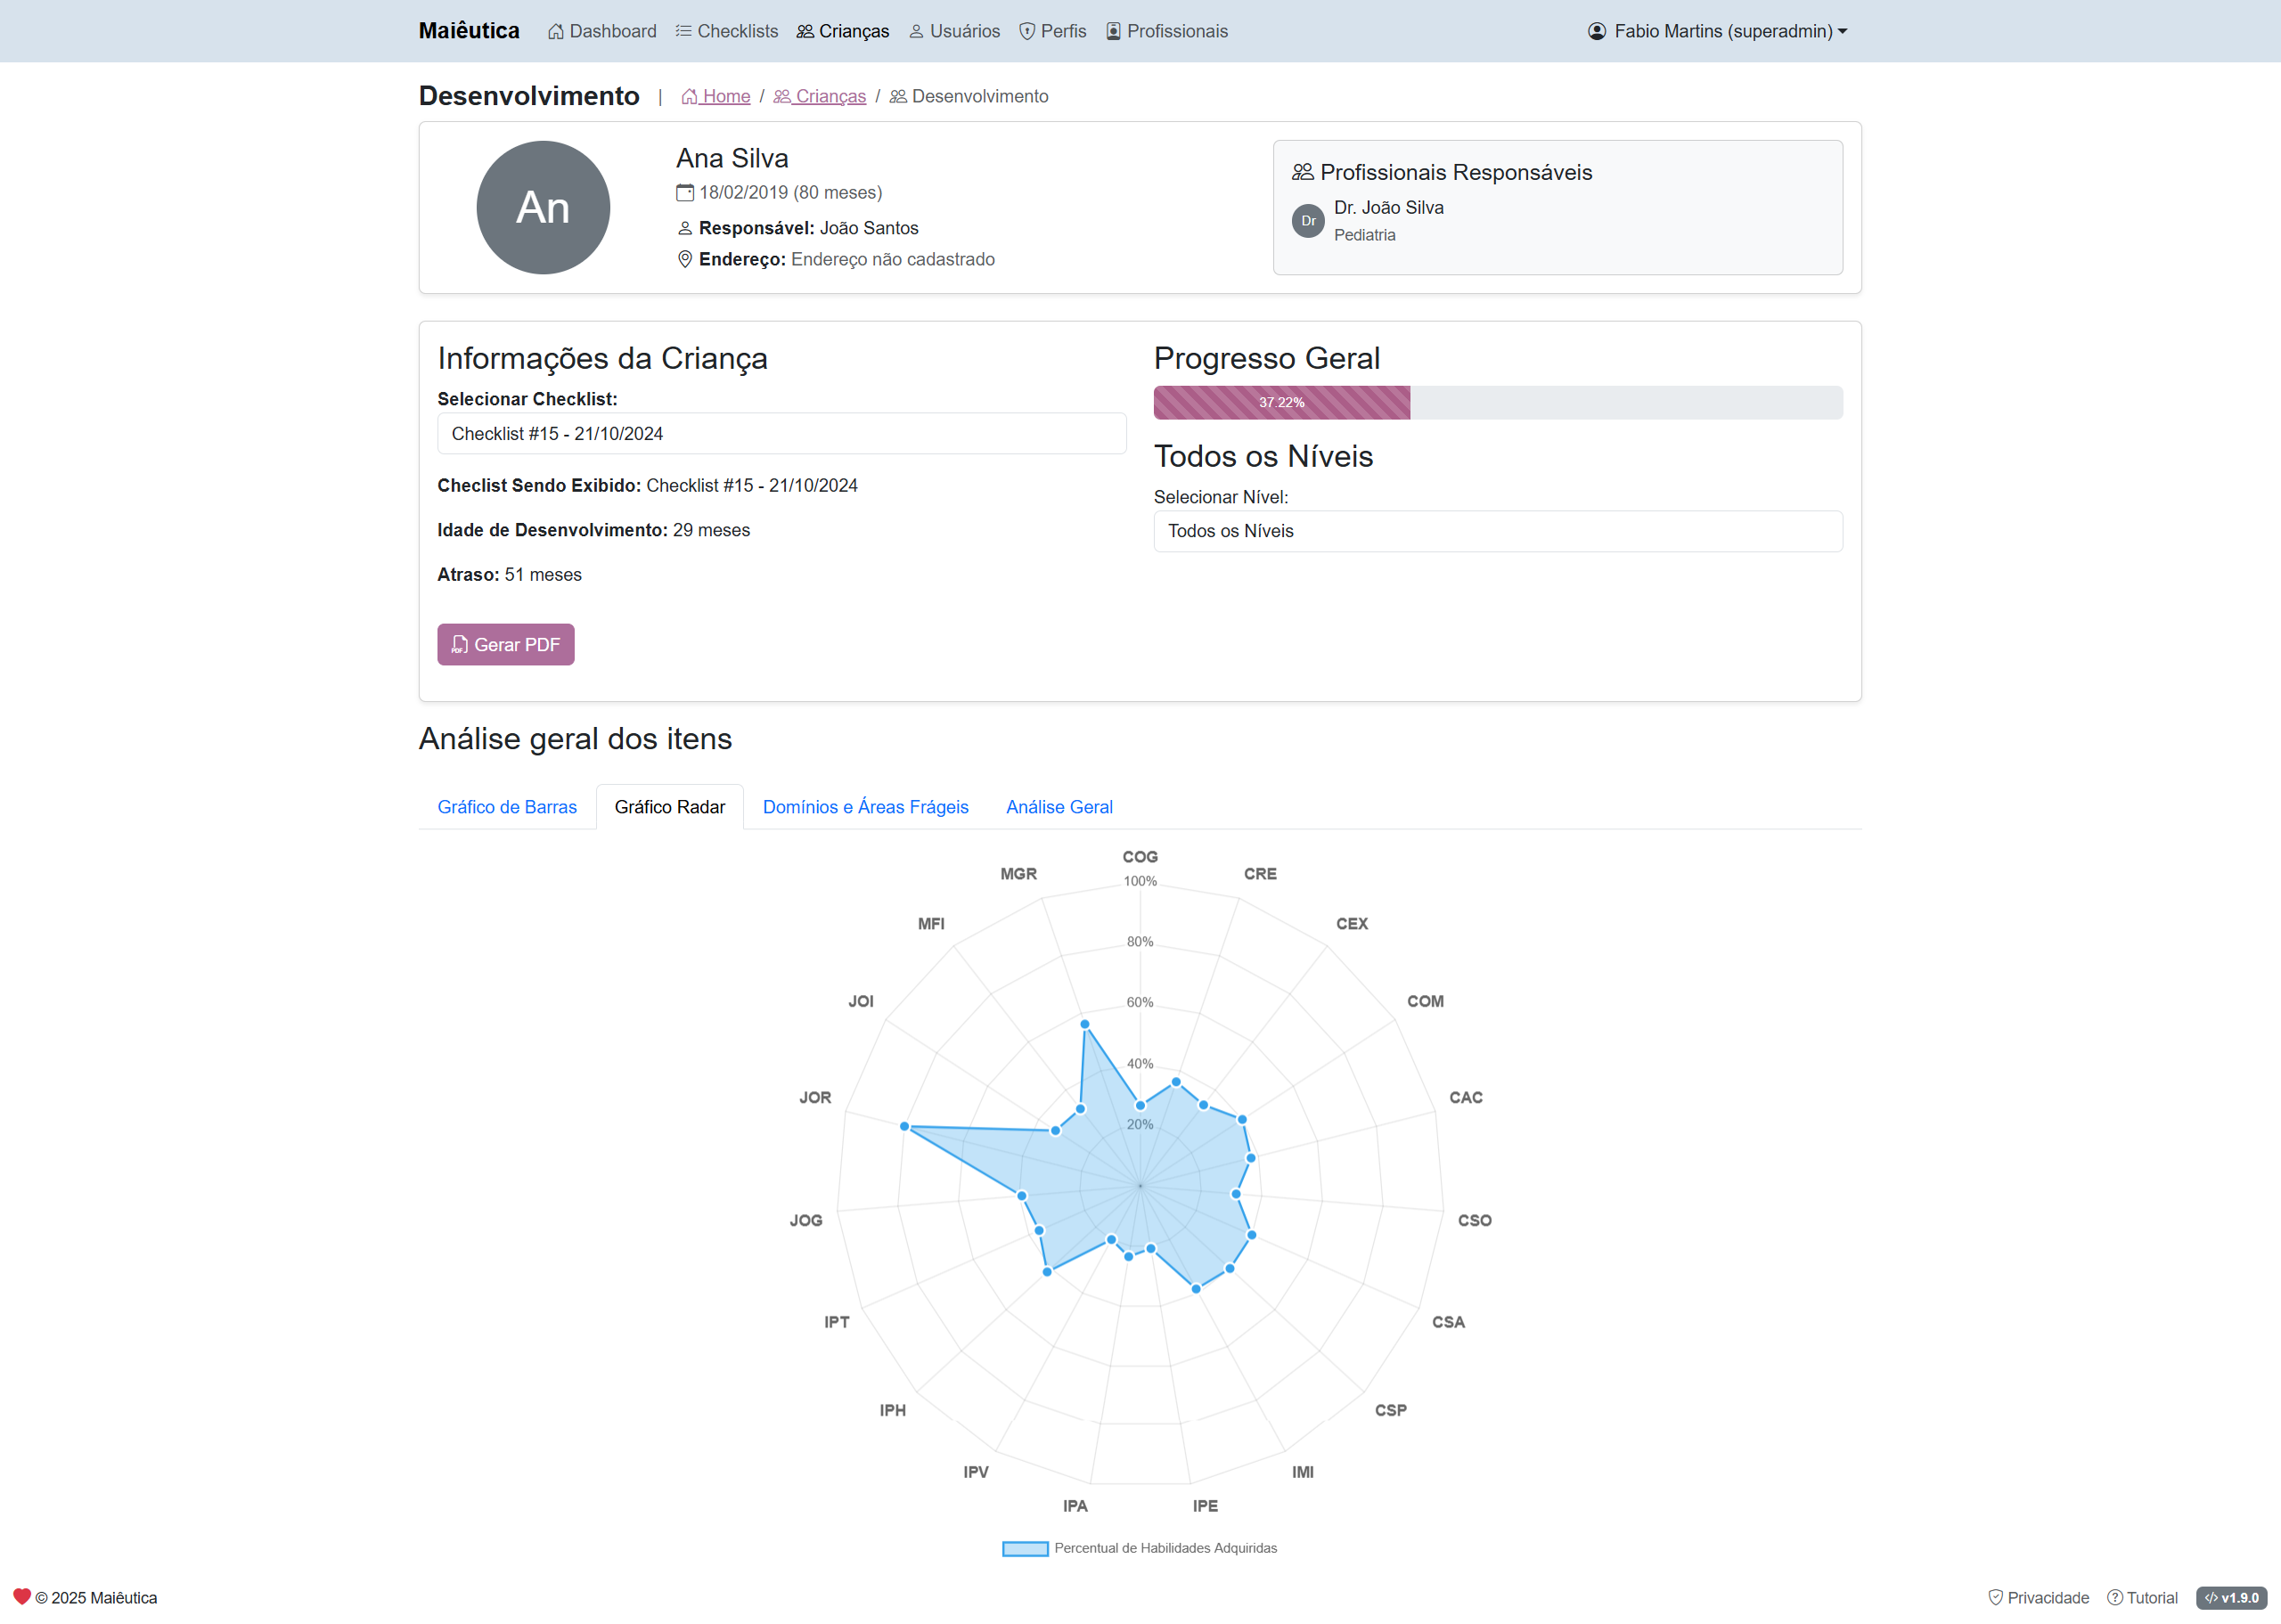 Maiêutica Dashboard Checklists Crianças Usuários Perfis Profissionais Fabio Martins (superadmin)
Desenvolvimento | Home / Crianças / Desenvolvimento
An
Ana Silva
18/02/2019 (80 meses)
Responsável: João Santos
Endereço: Endereço não cadastrado
Profissionais Responsáveis
Dr
Dr. João Silva
Pediatria
Informações da Criança
Selecionar Checklist:
Checklist #15 - 21/10/2024
Checlist Sendo Exibido: Checklist #15 - 21/10/2024
Idade de Desenvolvimento: 29 meses
Atraso: 51 meses
PDF Gerar PDF
Progresso Geral
37.22%
Todos os Níveis
Selecionar Nível:
Todos os Níveis
Análise geral dos itens
Gráfico de Barras Gráfico Radar Domínios e Áreas Frágeis Análise Geral
COG
CRE
CEX
COM
CAC
CSO
CSA
CSP
IMI
IPE
IPA
IPV
IPH
IPT
JOG
JOR
JOI
MFI
MGR
100%
80%
60%
40%
20%
Percentual de Habilidades Adquiridas
© 2025 Maiêutica
Privacidade Tutorial v1.9.0